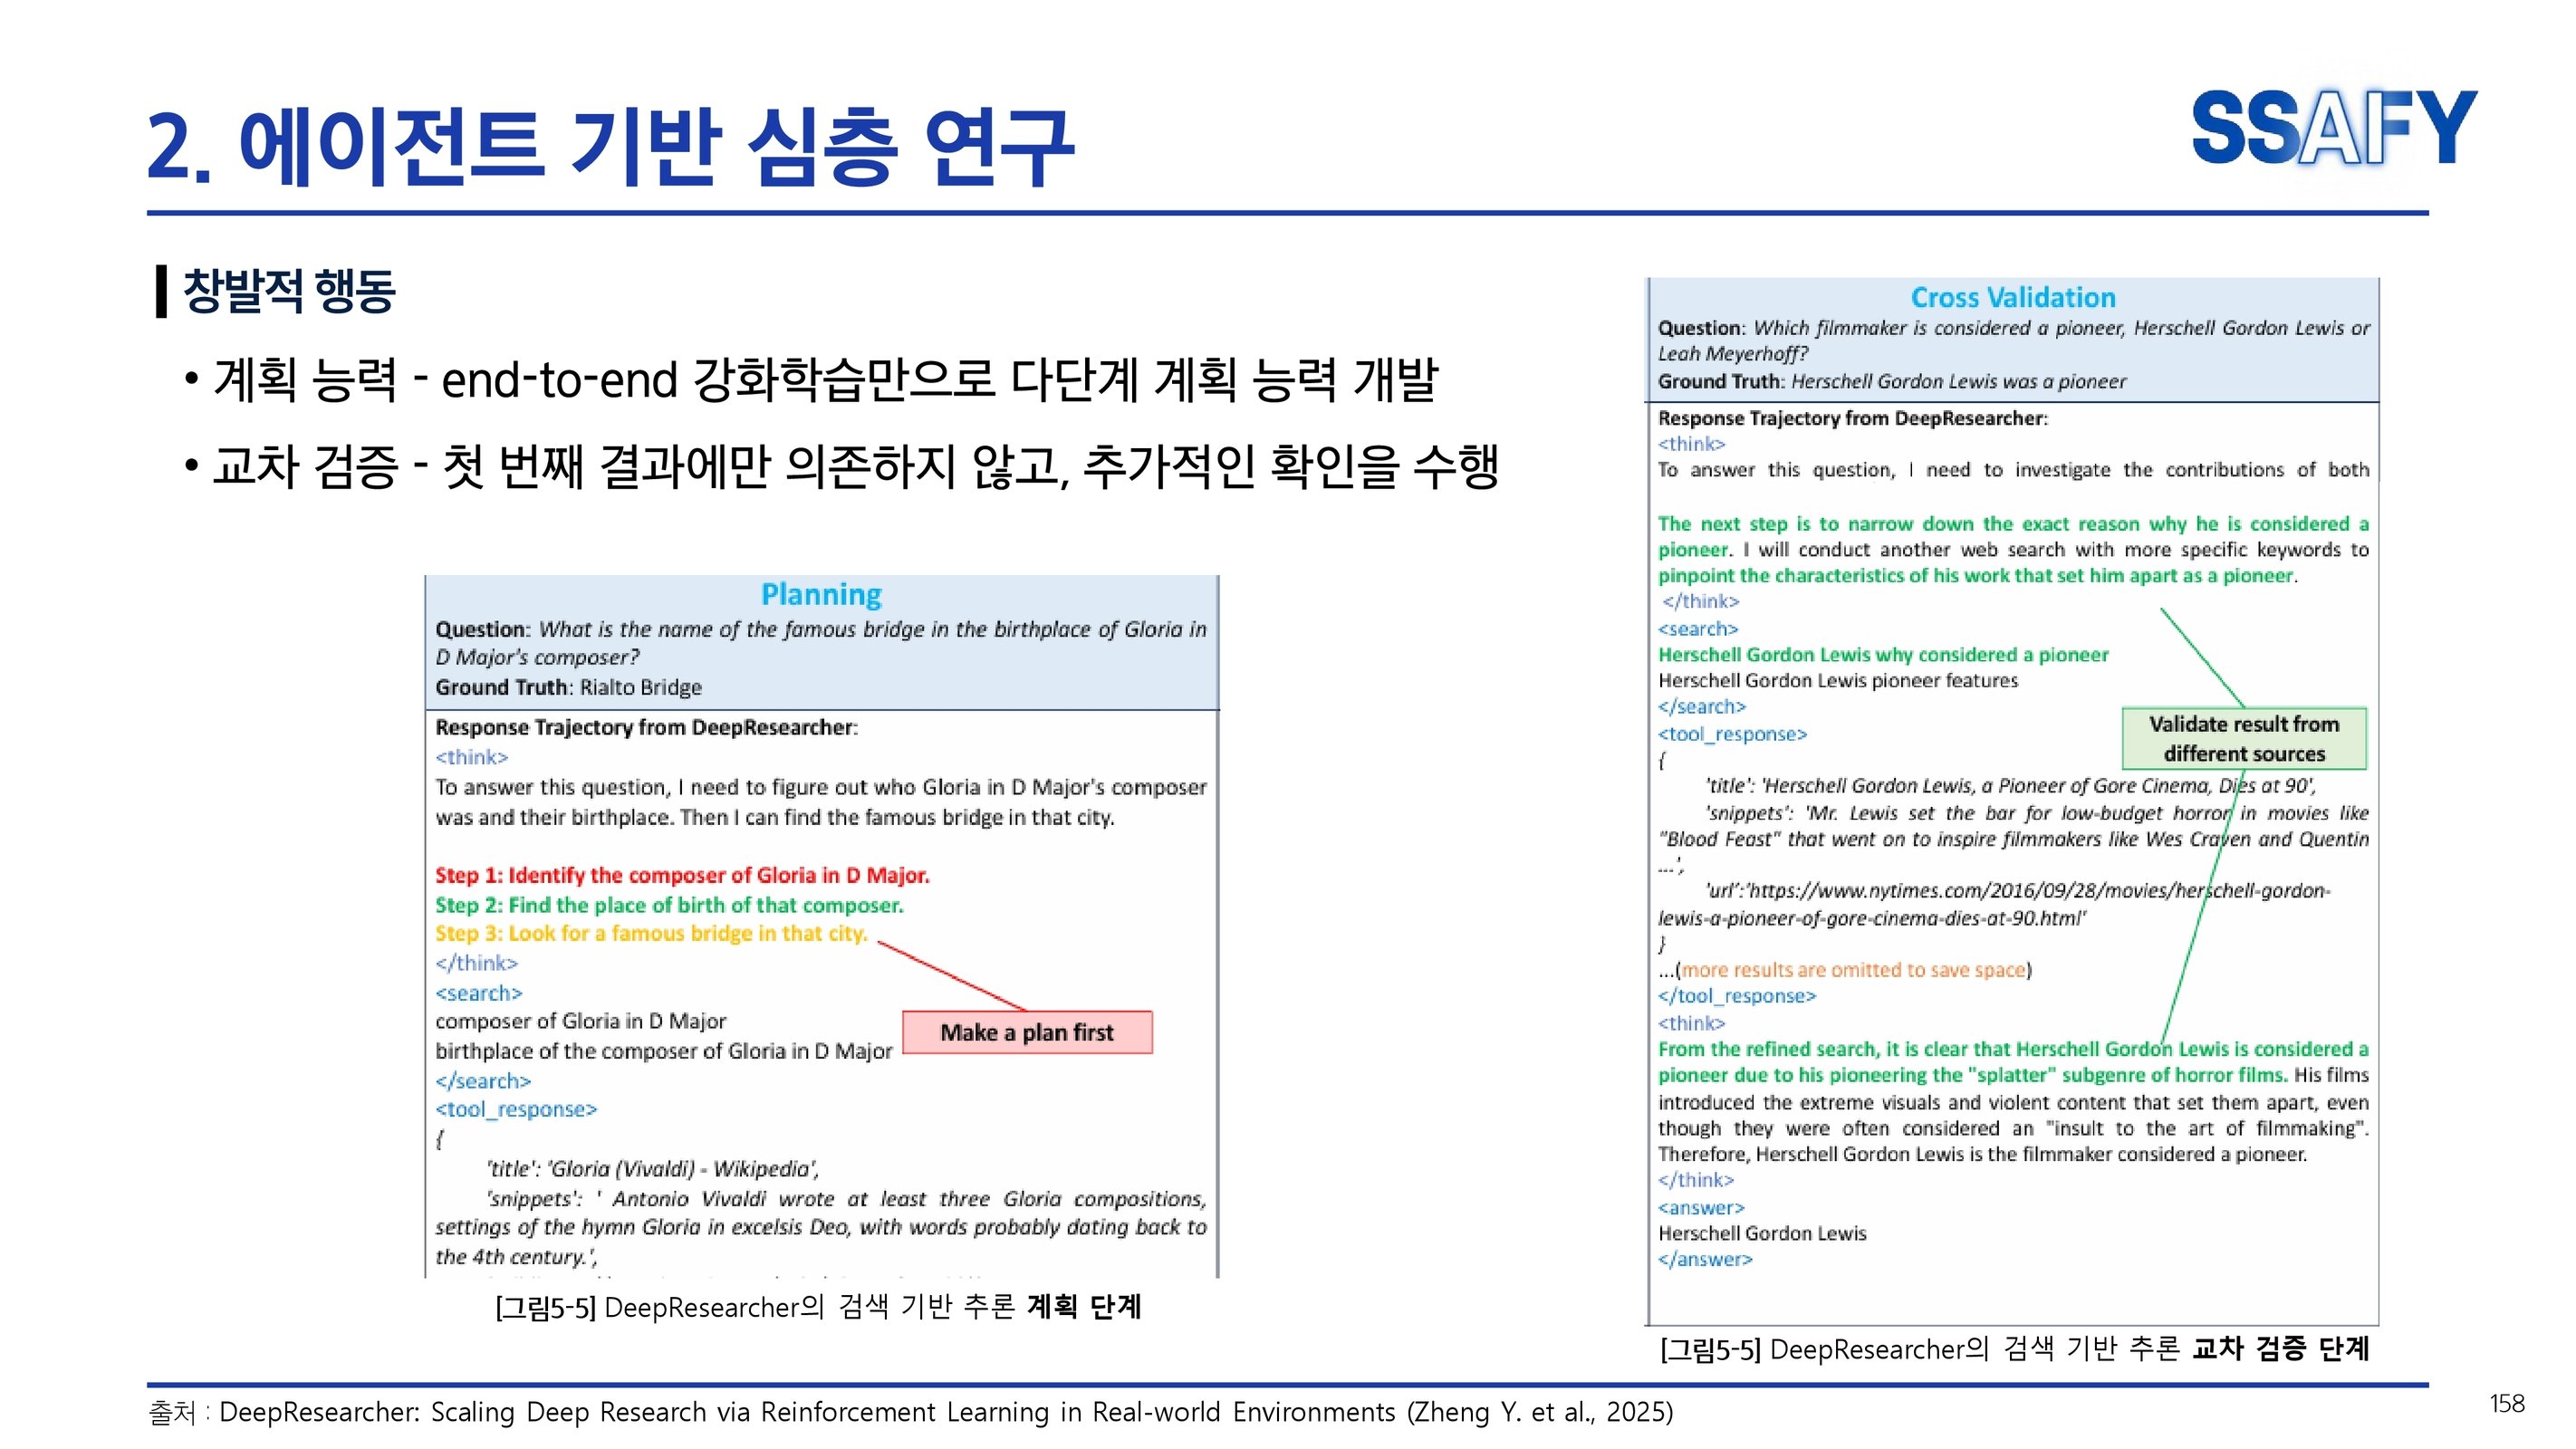 2. 에이전트 기반 심층 연구
SSAFY
창발적 행동
• 계획 능력 - end-to-end 강화학습만으로 다단계 계획 능력 개발
• 교차 검증 - 첫 번째 결과에만 의존하지 않고, 추가적인 확인을 수행
Planning
Question: What is the name of the famous bridge in the birthplace of Gloria in
D Major's composer?
Ground Truth: Rialto Bridge
Response Trajectory from DeepResearcher:
<think>
To answer this question, I need to figure out who Gloria in D Major's composer
was and their birthplace. Then I can find the famous bridge in that city.
Step 1: Identify the composer of Gloria in D Major.
Step 2: Find the place of birth of that composer.
Step 3: Look for a famous bridge in that city.
</think>
<search>
composer of Gloria in D Major
birthplace of the composer of Gloria in D Major
Make a plan first
</search>
<tool_response>
{
'title': 'Gloria (Vivaldi) - Wikipedia',
'snippets': ' Antonio Vivaldi wrote at least three Gloria compositions,
settings of the hymn Gloria in excelsis Deo, with words probably dating back to
the 4th century.',
[그림5-5] DeepResearcher의 검색 기반 추론 계획 단계
Cross Validation
Question: Which filmmaker is considered a pioneer, Herschell Gordon Lewis or
Leah Meyerhoff?
Ground Truth: Herschell Gordon Lewis was a pioneer
Response Trajectory from DeepResearcher:
<think>
To answer this question, I need to investigate the contributions of both
The next step is to narrow down the exact reason why he is considered a
pioneer. I will conduct another web search with more specific keywords to
pinpoint the characteristics of his work that set him apart as a pioneer.
</think>
<search>
Herschell Gordon Lewis why considered a pioneer
Herschell Gordon Lewis pioneer features
</search>
<tool_response>
Validate result from
different sources
{
'title': 'Herschell Gordon Lewis, a Pioneer of Gore Cinema, Dies at 90',
'snippets': 'Mr. Lewis set the bar for low-budget horror in movies like
"Blood Feast" that went on to inspire filmmakers like Wes Craven and Quentin
...',
'url':'https://www.nytimes.com/2016/09/28/movies/herschell-gordon-
lewis-a-pioneer-of-gore-cinema-dies-at-90.html'
}
...(more results are omitted to save space)
</tool_response>
<think>
From the refined search, it is clear that Herschell Gordon Lewis is considered a
pioneer due to his pioneering the "splatter" subgenre of horror films. His films
introduced the extreme visuals and violent content that set them apart, even
though they were often considered an "insult to the art of filmmaking".
Therefore, Herschell Gordon Lewis is the filmmaker considered a pioneer.
</think>
<answer>
Herschell Gordon Lewis
</answer>
[그림5-5] DeepResearcher의 검색 기반 추론 교차 검증 단계
출처 : DeepResearcher: Scaling Deep Research via Reinforcement Learning in Real-world Environments (Zheng Y. et al., 2025)
158